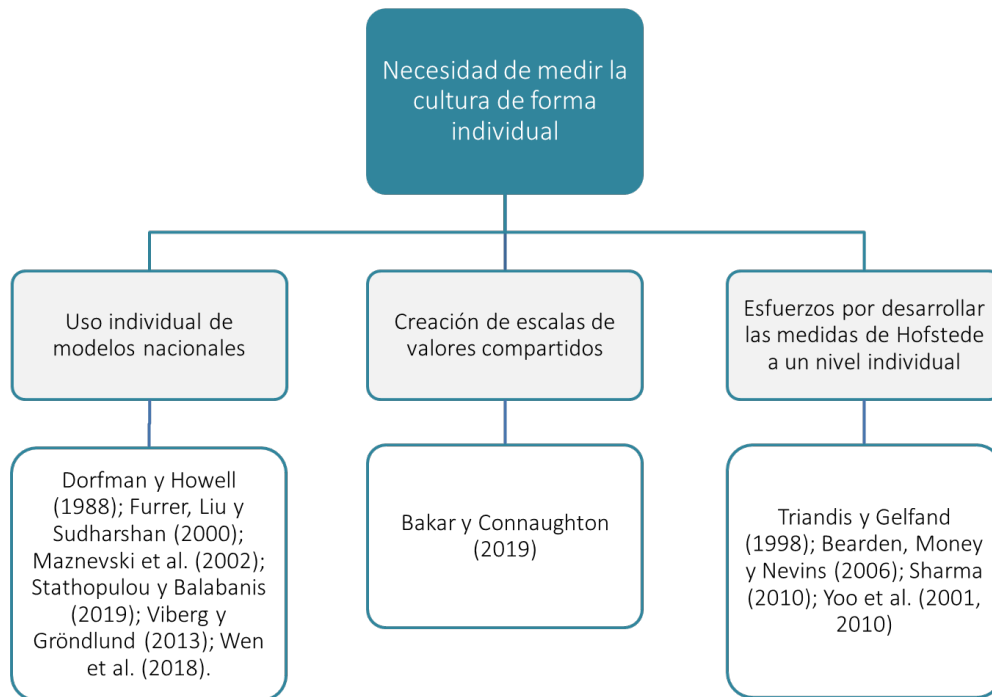 Necesidad de medir la
cultura de forma
individual
Uso individual de
modelos nacionales
Creación de escalas de
valores compartidos
Esfuerzos por desarrollar
las medidas de Hofstede
a un nivel individual
Dorfman y Howell
(1988); Furrer, Liu y
Sudharshan (2000);
Maznevski et al. (2002);
Stathopulou y Balabanis
(2019); Viberg y
Gröndlund (2013); Wen
et al. (2018).
Bakar y Connaughton
(2019)
Triandis y Gelfand
(1998); Bearden, Money
y Nevins (2006); Sharma
(2010); Yoo et al. (2001,
2010)